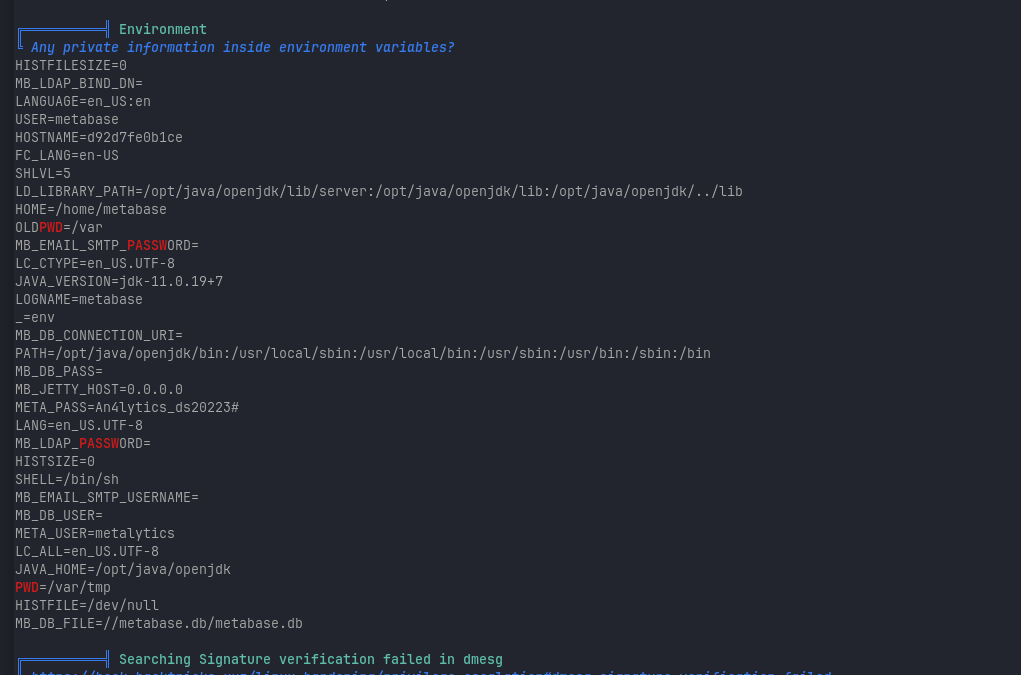 Environment
Any private information inside environment variables?
HISTFILESIZE=0
MB_LDAP_BIND_DN=
LANGUAGE=en_US:en
USER=metabase
HOSTNAME=d92d7fe0b1ce
FC_LANG=en-US
SHLVL=5
LD_LIBRARY_PATH=/opt/java/openjdk/lib/server:/opt/java/openjdk/lib:/opt/java/openjdk/../lib
HOME=/home/metabase
OLDPWD=/var
MB_EMAIL_SMTP_PASSWORD=
LC_CTYPE=en_US.UTF-8
JAVA_VERSION=jdk-11.0.19+7
LOGNAME=metabase
_=env
MB_DB_CONNECTION_URI=
PATH=/opt/java/openjdk/bin:/usr/local/sbin:/usr/local/bin:/usr/sbin:/usr/bin:/sbin:/bin
MB_DB_PASS=
MB_JETTY_HOST=0.0.0.0
META_PASS=An4lytics_ds20223#
LANG=en_US.UTF-8
MB_LDAP_PASSWORD=
HISTSIZE=0
SHELL=/bin/sh
MB_EMAIL_SMTP_USERNAME=
MB_DB_USER=
META_USER=metalytics
LC_ALL=en_US.UTF-8
JAVA_HOME=/opt/java/openjdk
PWD=/var/tmp
HISTFILE=/dev/null
MB_DB_FILE=//metabase.db/metabase.db
Searching Signature verification failed in dmesg